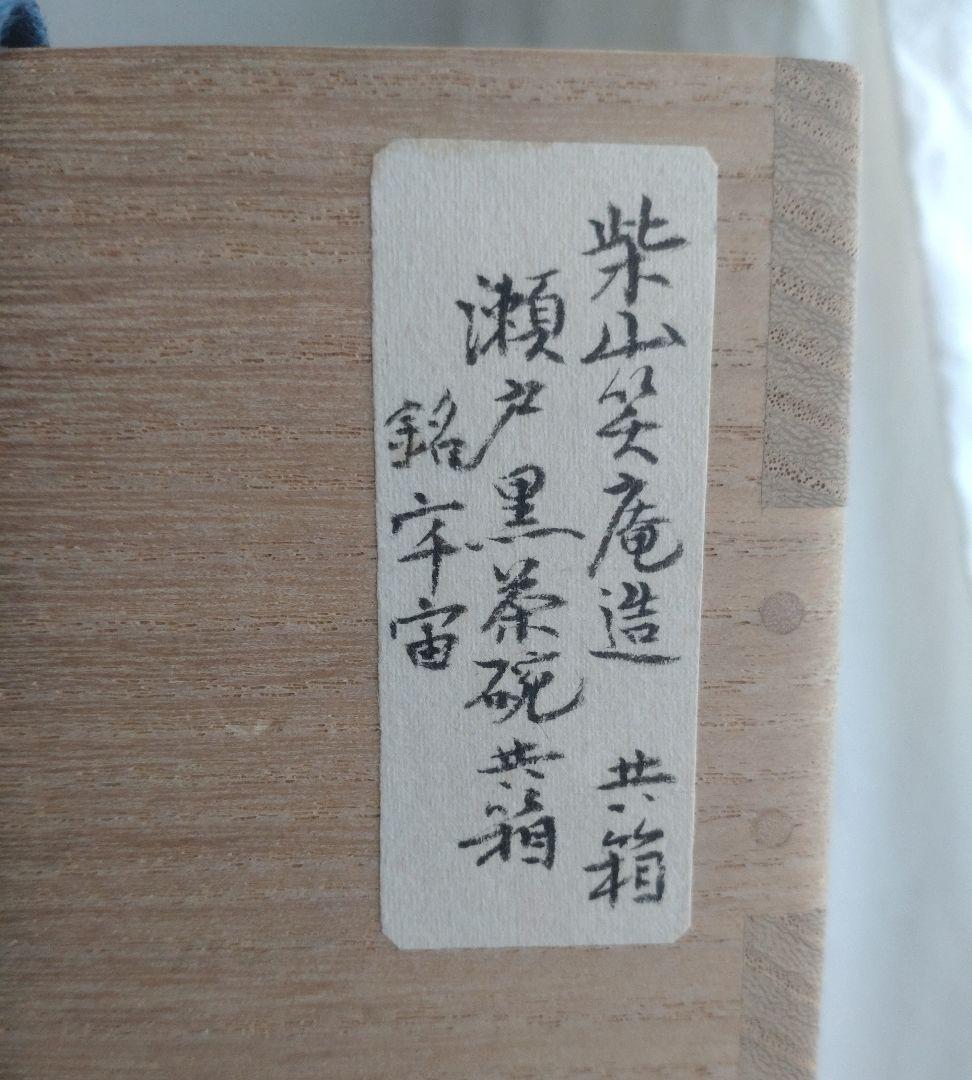 柴山笑庵造 共箱
瀬戸黒茶碗共箱
銘宇宙